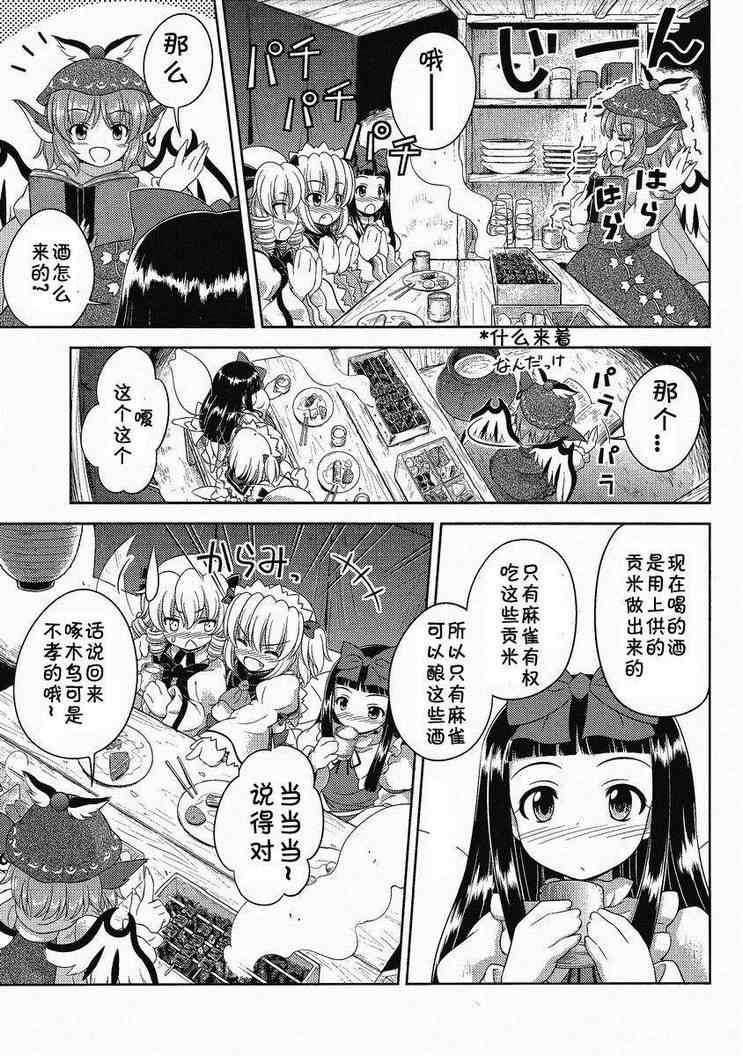 じーん
はら
はら
哦
——
パチ
パチ
パチ
パチ
那么
酒怎么
来的?
*什么来着
なんだっけ
那个…
パラ
パラ
嗄
这个这个
现在喝的酒
是用上供的
贡米做出来的
只有麻雀有权
吃这些贡米
所以只有麻雀
可以酿这些酒
からみ、
话说回来
啄木鸟可是
不孝的哦~
当当当
说得对~